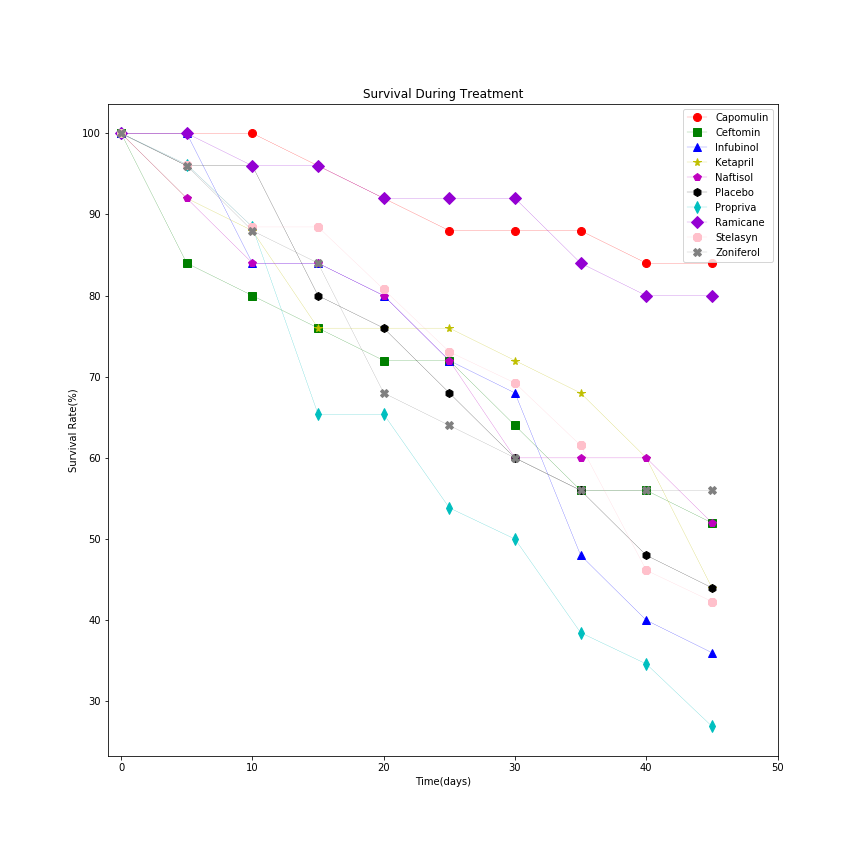 Survival During Treatment
Capomulin
Ceftomin
Infubinol
Ketapril
Naftisol
Placebo
Propriva
Ramicane
Stelasyn
Zoniferol
100
90
80
70
60
50
40
30
Survival Rate(%)
0 10 20 30 40 50
Time(days)